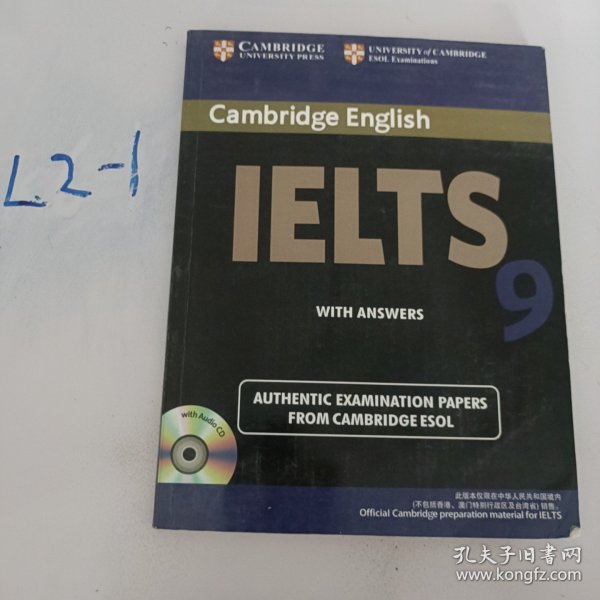 CAMBRIDGE
UNIVERSITY PRESS
UNIVERSITY of CAMBRIDGE
ESOL Examinations
Cambridge English
L2-1
IELTS
9
WITH ANSWERS
AUTHENTIC EXAMINATION PAPERS
FROM CAMBRIDGE ESOL
with Audio CD
此版本仅限在中华人民共和国境内
(不包括香港、澳门特别行政区及台湾省) 销售。
Official Cambridge preparation material for IELTS
孔夫子旧书网
www.kongfz.com